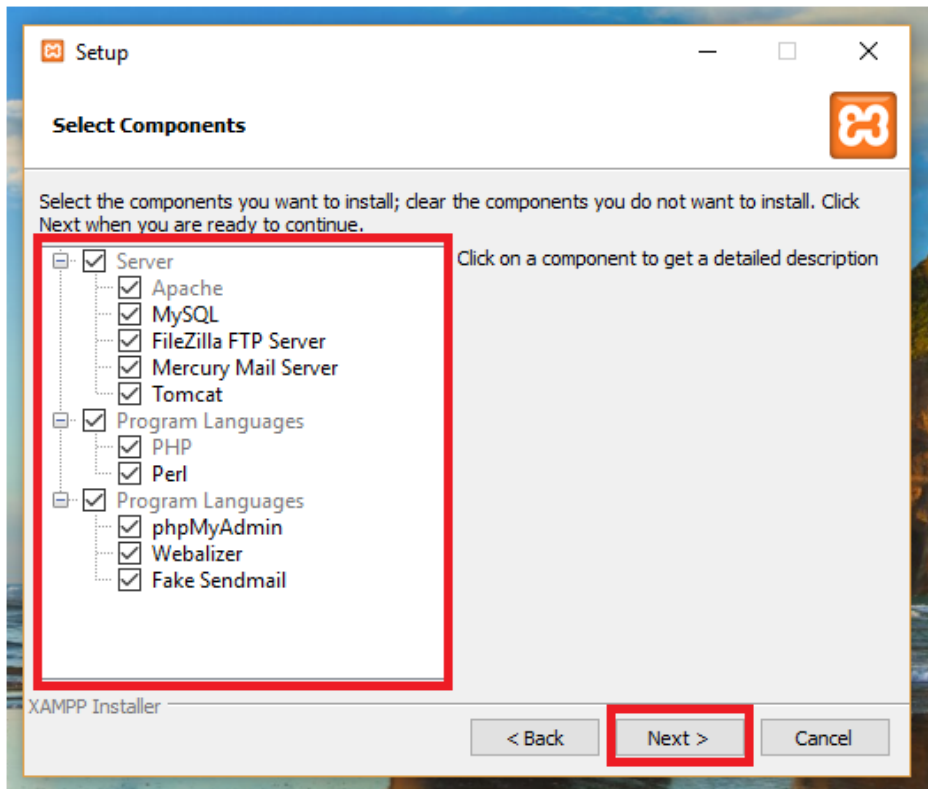 Setup
Select Components
Select the components you want to install; clear the components you do not want to install. Click
Next when you are ready to continue.
Server
Apache
MySQL
FileZilla FTP Server
Mercury Mail Server
Tomcat
Program Languages
PHP
Perl
Program Languages
phpMyAdmin
Webalizer
Fake Sendmail
Click on a component to get a detailed description
XAMPP Installer
< Back
Next >
Cancel